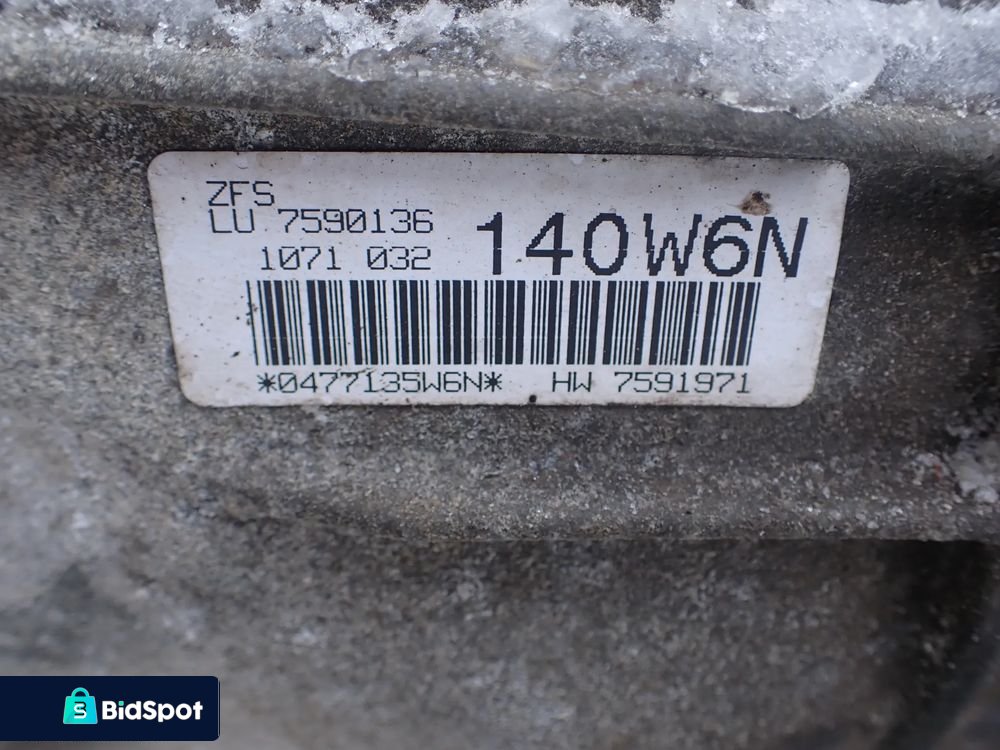 ZFS
LU 7590136
1071 032
140W6N
*0477135W6N* HW 7591971
BidSpot